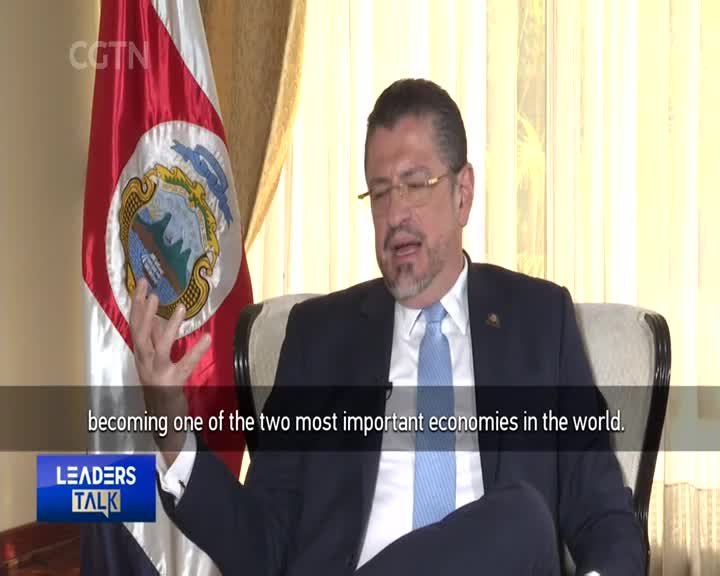 CGTN
becoming one of the two most important economies in the world.
LEADERS
TALK